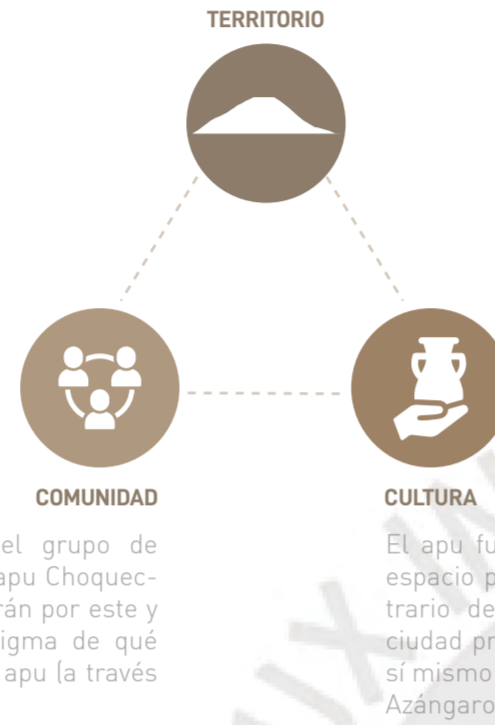 TERRITORIO
COMUNIDAD
el grupo de
apu Choquec-
rán por este y
igma de qué
apu (a través
CULTURA
El apu fu
espacio p
trario de
ciudad pr
sí mismo
Azángaro